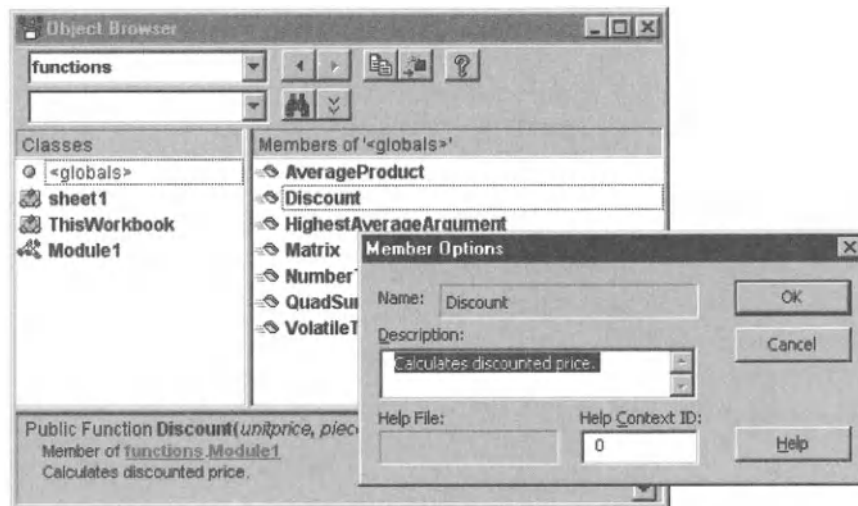 Object Browser
functions
Classes
Members of '<globals>'
<globals>
sheet1
ThisWorkbook
Module1
AverageProduct
Discount
HighestAverageArgument
Matrix
VolatileT
Member Options
Name: Discount
OK
Description:
Cancel
Calculates discounted price.
Help File:
Help Context ID:
0
Help
Public Function Discount(unitprice,
Member of functions.Module1
Calculates discounted price.